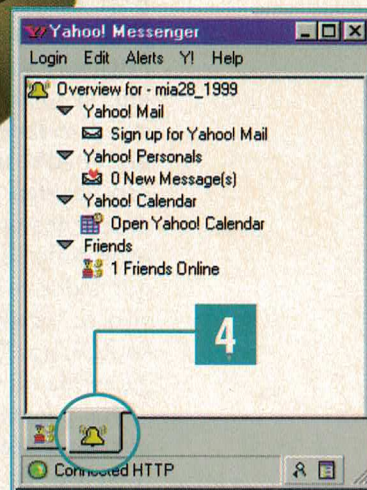 Yahoo! Messenger
Login Edit Alerts Y! Help
Overview for - mia28_1999
Yahoo! Mail
Sign up for Yahoo! Mail
Yahoo! Personals
0 New Message(s)
Yahoo! Calendar
Open Yahoo! Calendar
Friends
1 Friends Online
4
Connected HTTP